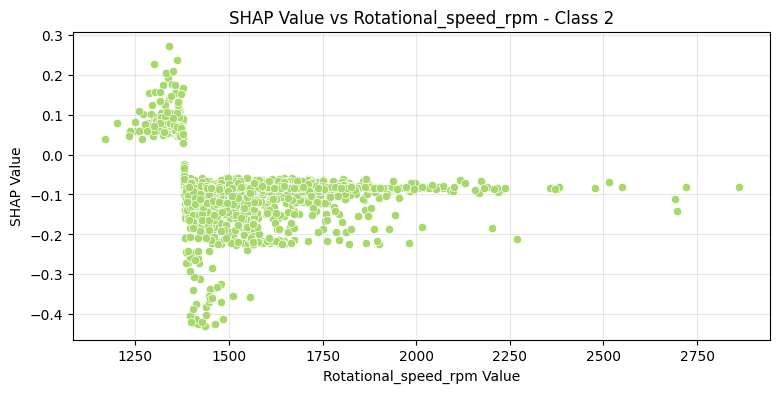 SHAP Value vs Rotational_speed_rpm - Class 2
SHAP Value
0.3
0.2
0.1
0.0
−0.1
−0.2
−0.3
−0.4
1250 1500 1750 2000 2250 2500 2750
Rotational_speed_rpm Value